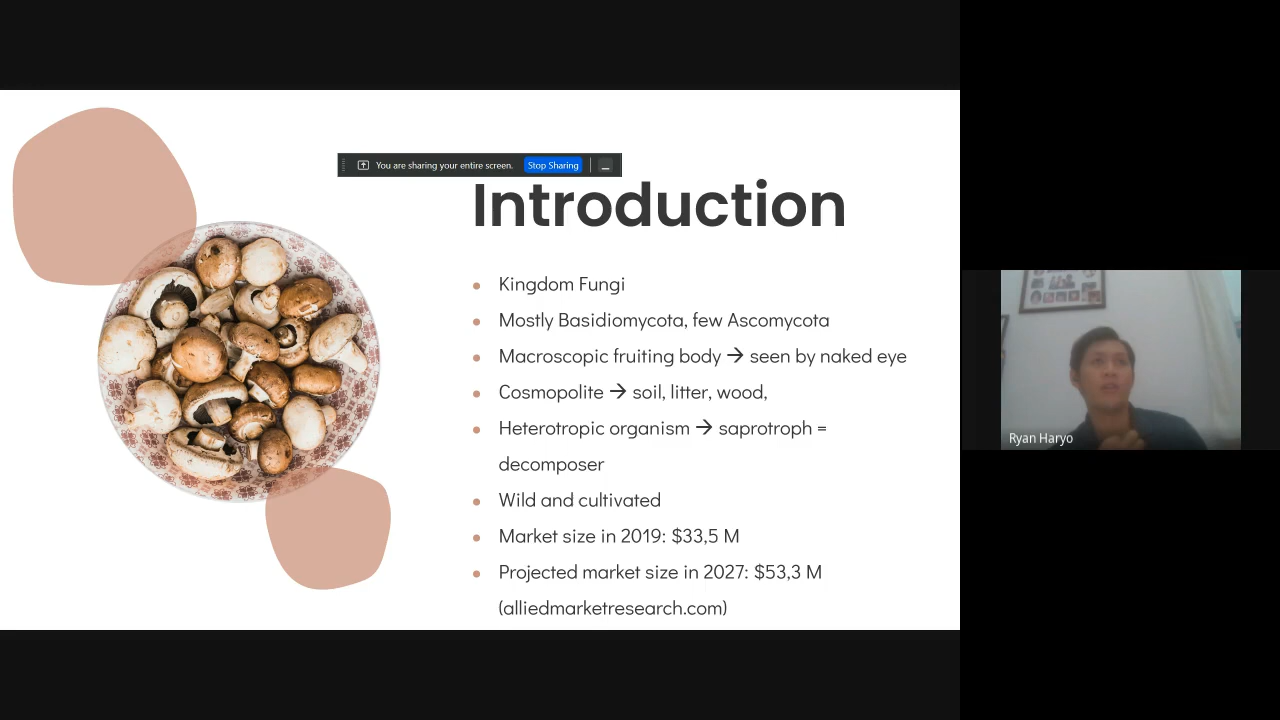 You are sharing your entire screen. Stop Sharing
Introduction
Kingdom Fungi
Mostly Basidiomycota, few Ascomycota
Macroscopic fruiting body → seen by naked eye
Cosmopolite → soil, litter, wood,
Heterotropic organism → saprotroph =
decomposer
Wild and cultivated
Market size in 2019: $33,5 M
Projected market size in 2027: $53,3 M
(alliedmarketresearch.com)
Ryan Haryo